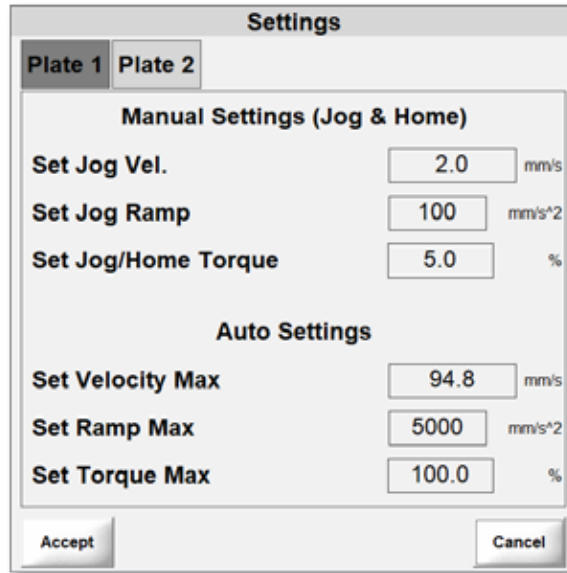 Settings
Plate 1 Plate 2
Manual Settings (Jog & Home)
Set Jog Vel. 2.0 mm/s
Set Jog Ramp 100 mm/s^2
Set Jog/Home Torque 5.0 %
Auto Settings
Set Velocity Max 94.8 mm/s
Set Ramp Max 5000 mm/s^2
Set Torque Max 100.0 %
Accept Cancel